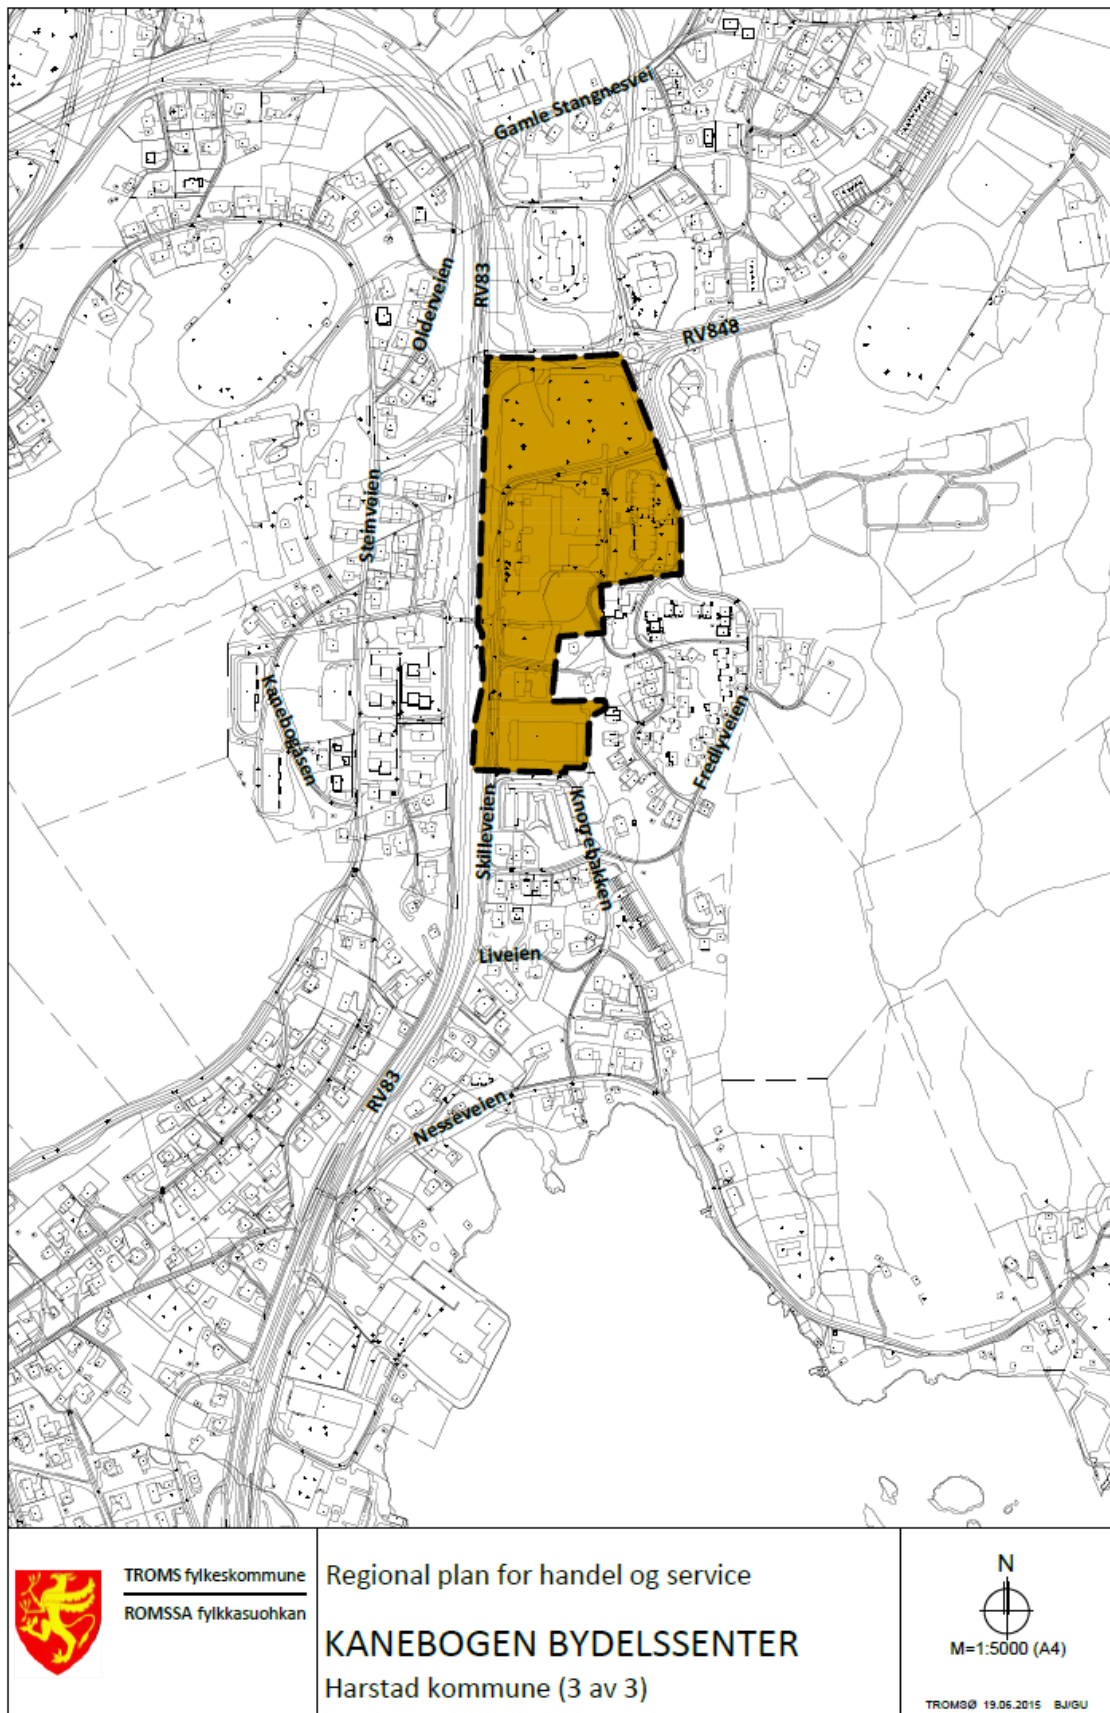 Gamle Stangnesvei
RV83
Olderveien
RV848
Steinveien
Kanebogåsen
Fredlyveien
Skilleveien
Knorrebakken
Liveien
RV83
Nesseveien
TROMS fylkeskommune
ROMSSA fylkkasuohkan
Regional plan for handel og service
KANEBOGEN BYDELSSENTER
Harstad kommune (3 av 3)
N
M=1:5000 (A4)
TROMSØ 19.06.2015 BJ/GU